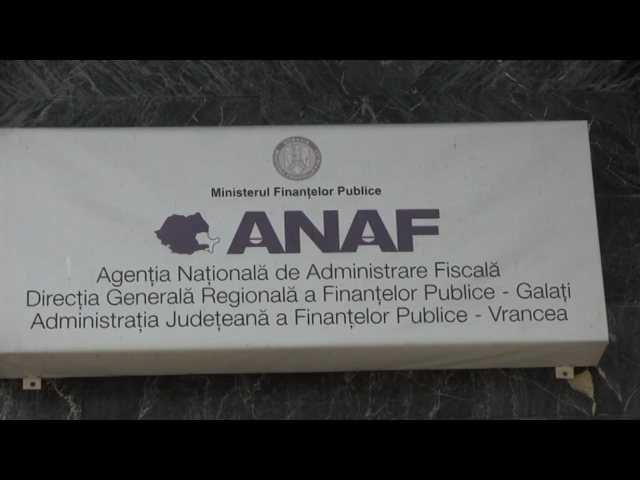 Ministerul Finanțelor Publice
ANAF
Agenția Națională de Administrare Fiscală
Direcția Generală Regională a Finanțelor Publice - Galați
Administrația Județeană a Finanțelor Publice - Vrancea